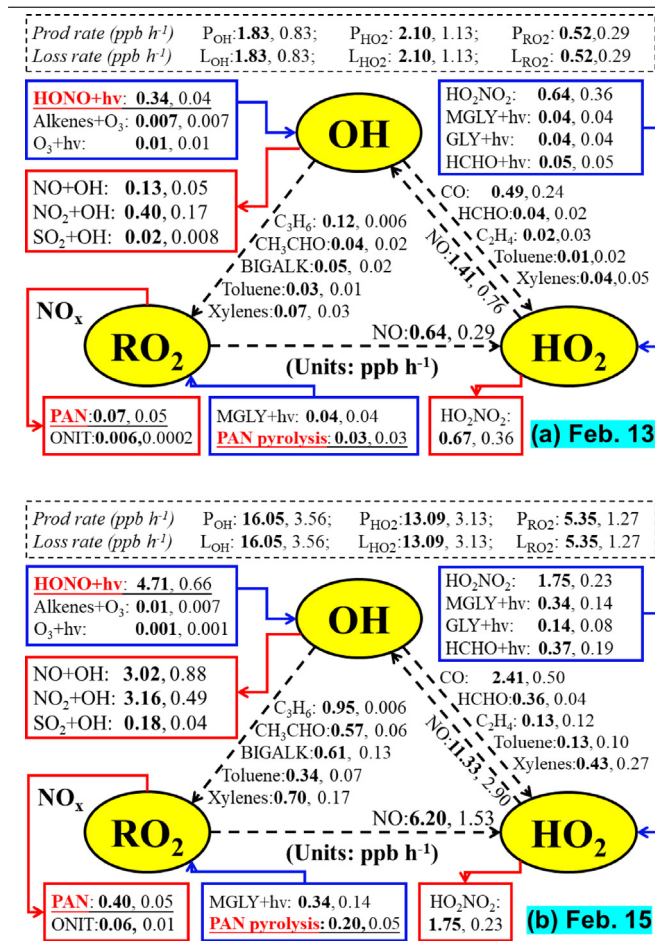 Prod rate (ppb h⁻¹) P_OH:1.83, 0.83; P_HO2: 2.10, 1.13; P_RO2:0.52,0.29
Loss rate (ppb h⁻¹) L_OH:1.83, 0.83; L_HO2: 2.10, 1.13; L_RO2:0.52,0.29
HONO+hv: 0.34, 0.04
Alkenes+O₃: 0.007, 0.007
O₃+hv: 0.01, 0.01
OH
HO₂NO₂: 0.64, 0.36
MGLY+hv: 0.04, 0.04
GLY+hv: 0.04, 0.04
HCHO+hv: 0.05, 0.05
NO+OH: 0.13, 0.05
NO₂+OH: 0.40, 0.17
SO₂+OH: 0.02, 0.008
C₃H₆: 0.12, 0.006
CH₃CHO:0.04, 0.02
BIGALK:0.05, 0.02
Toluene:0.03, 0.01
Xylenes:0.07, 0.03
NO:1.41, 0.76
CO: 0.49, 0.24
HCHO:0.04, 0.02
C₂H₄: 0.02,0.03
Toluene:0.01,0.02
Xylenes:0.04,0.05
NOₓ
RO₂
NO:0.64, 0.29
HO₂
(Units: ppb h⁻¹)
PAN:0.07, 0.05
ONIT:0.006,0.0002
MGLY+hv: 0.04, 0.04
PAN pyrolysis: 0.03, 0.03
HO₂NO₂:
0.67, 0.36
(a) Feb. 13
Prod rate (ppb h⁻¹) P_OH: 16.05, 3.56; P_HO2:13.09, 3.13; P_RO2: 5.35, 1.27
Loss rate (ppb h⁻¹) L_OH: 16.05, 3.56; L_HO2:13.09, 3.13; L_RO2: 5.35, 1.27
HONO+hv: 4.71, 0.66
Alkenes+O₃: 0.01, 0.007
O₃+hv: 0.001, 0.001
OH
HO₂NO₂: 1.75, 0.23
MGLY+hv: 0.34, 0.14
GLY+hv: 0.14, 0.08
HCHO+hv: 0.37, 0.19
NO+OH: 3.02, 0.88
NO₂+OH: 3.16, 0.49
SO₂+OH: 0.18, 0.04
C₃H₆: 0.95, 0.006
CH₃CHO:0.57, 0.06
BIGALK:0.61, 0.13
Toluene:0.34, 0.07
Xylenes:0.70, 0.17
NO:11.33, 2.90
CO: 2.41, 0.50
HCHO:0.36, 0.04
C₂H₄: 0.13, 0.12
Toluene:0.13, 0.10
Xylenes:0.43, 0.27
NOₓ
RO₂
NO:6.20, 1.53
HO₂
(Units: ppb h⁻¹)
PAN: 0.40, 0.05
ONIT:0.06, 0.01
MGLY+hv: 0.34, 0.14
PAN pyrolysis: 0.20, 0.05
HO₂NO₂:
1.75, 0.23
(b) Feb. 15